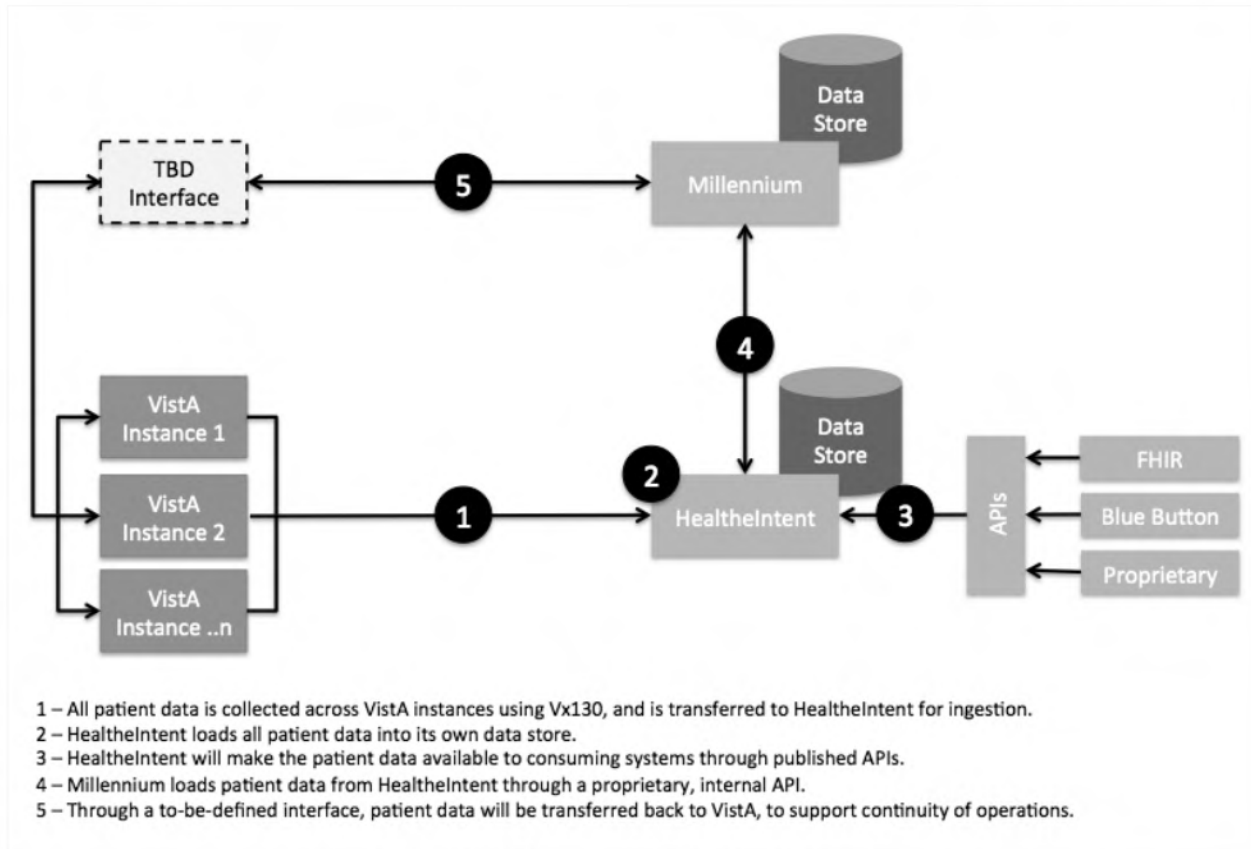 Data
Store
TBD
Interface
5
Millennium
4
VistA
Instance 1
Data
Store
2
FHIR
VistA
Instance 2
1
HealtheIntent
3
APIs
Blue Button
Proprietary
VistA
Instance ..n
1 – All patient data is collected across VistA instances using Vx130, and is transferred to HealtheIntent for ingestion.
2 – HealtheIntent loads all patient data into its own data store.
3 – HealtheIntent will make the patient data available to consuming systems through published APIs.
4 – Millennium loads patient data from HealtheIntent through a proprietary, internal API.
5 – Through a to-be-defined interface, patient data will be transferred back to VistA, to support continuity of operations.